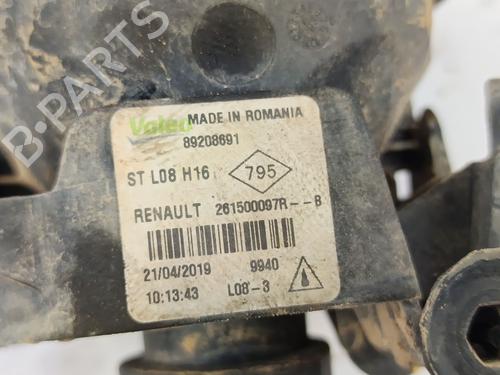 Valeo MADE IN ROMANIA
89208691
ST L08 H16 795
RENAULT 261500097R--B
21/04/2019 9940
10:13:43 L08-3
B-PARTS